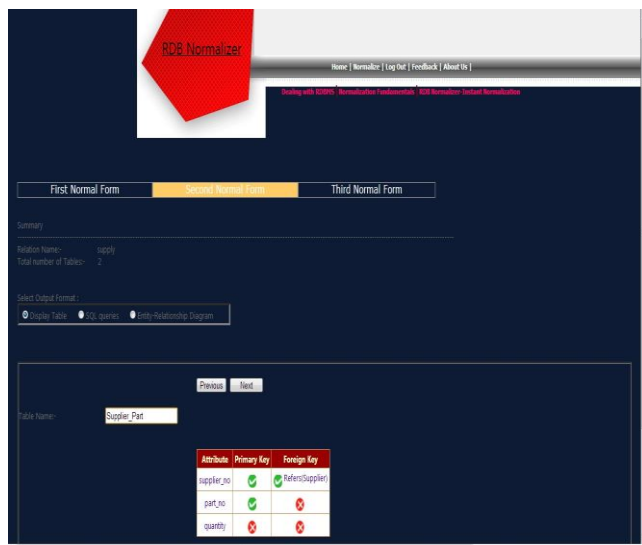 RDB Normalizer
Home | Normalize | Log Out | Feedback | About Us |
Dealing with RDBMS | Normalization Fundamentals | RDB Normalizer-Instant Normalization
First Normal Form Second Normal Form Third Normal Form
Summary
Relation Name:- supply
Total number of Tables:- 2
Select Output Format :
Display Table SQL queries Entity-Relationship Diagram
Previous Next
Table Name:- Supplier_Part
Attribute Primary Key Foreign Key
supplier_no Refers(Supplier)
part_no
quantity